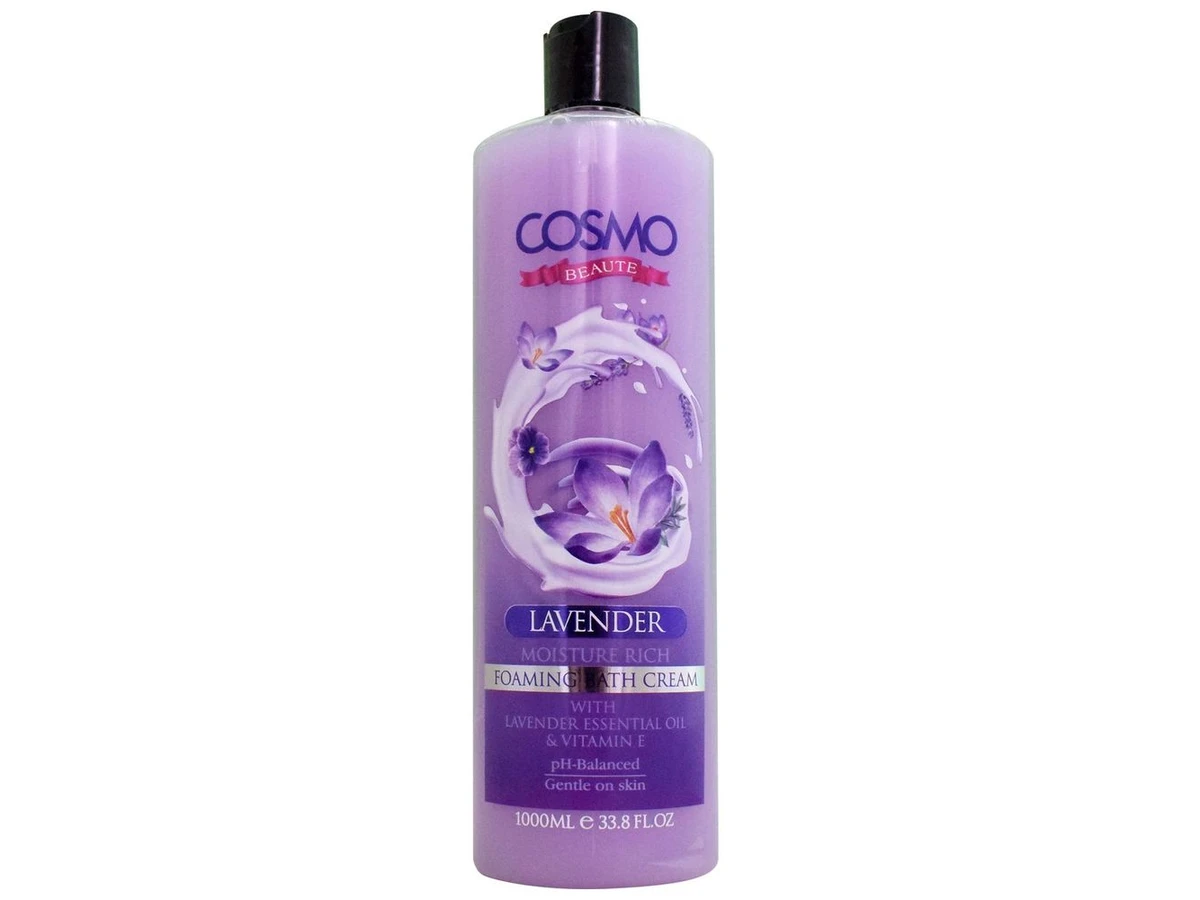 COSMO
BEAUTE
LAVENDER
MOISTURE RICH
FOAMING BATH CREAM
WITH
LAVENDER ESSENTIAL OIL
& VITAMIN E
pH-Balanced
Gentle on skin
1000ML ℮ 33.8 FL.OZ